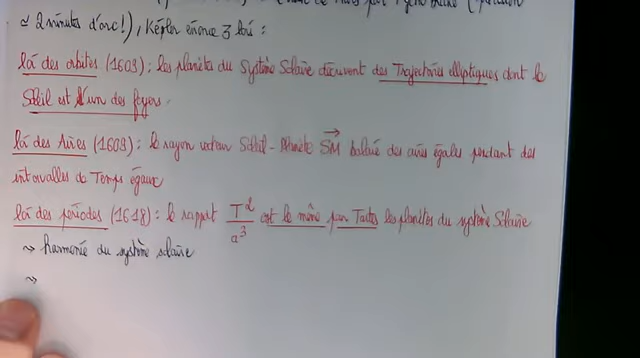 ≃ 2 minutes d'arc!), Képler énonce 3 lois :
loi des orbites (1609) : les planètes du Système Solaire décrivent des Trajectoires elliptiques dont le
Soleil est l'un des foyers.
loi des Aires (1609) : le rayon vecteur Soleil-Planète SM⃗ balaie des aires égales pendant des
intervalles de Temps égaux
loi des périodes (1618) : le rapport T²/a³ est le même pour Toutes les planètes du système Solaire
⇝ harmonie du système solaire
⇝